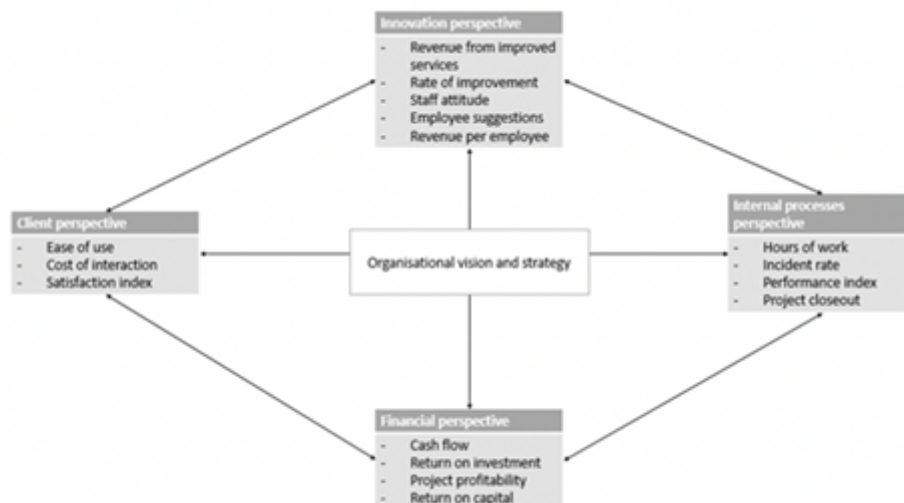 Innovation perspective
- Revenue from improved
services
- Rate of improvement
- Staff attitude
- Employee suggestions
- Revenue per employee
Client perspective
- Ease of use
- Cost of interaction
- Satisfaction index
Organisational vision and strategy
Internal processes
perspective
- Hours of work
- Incident rate
- Performance index
- Project closeout
Financial perspective
- Cash flow
- Return on investment
- Project profitability
- Return on capital